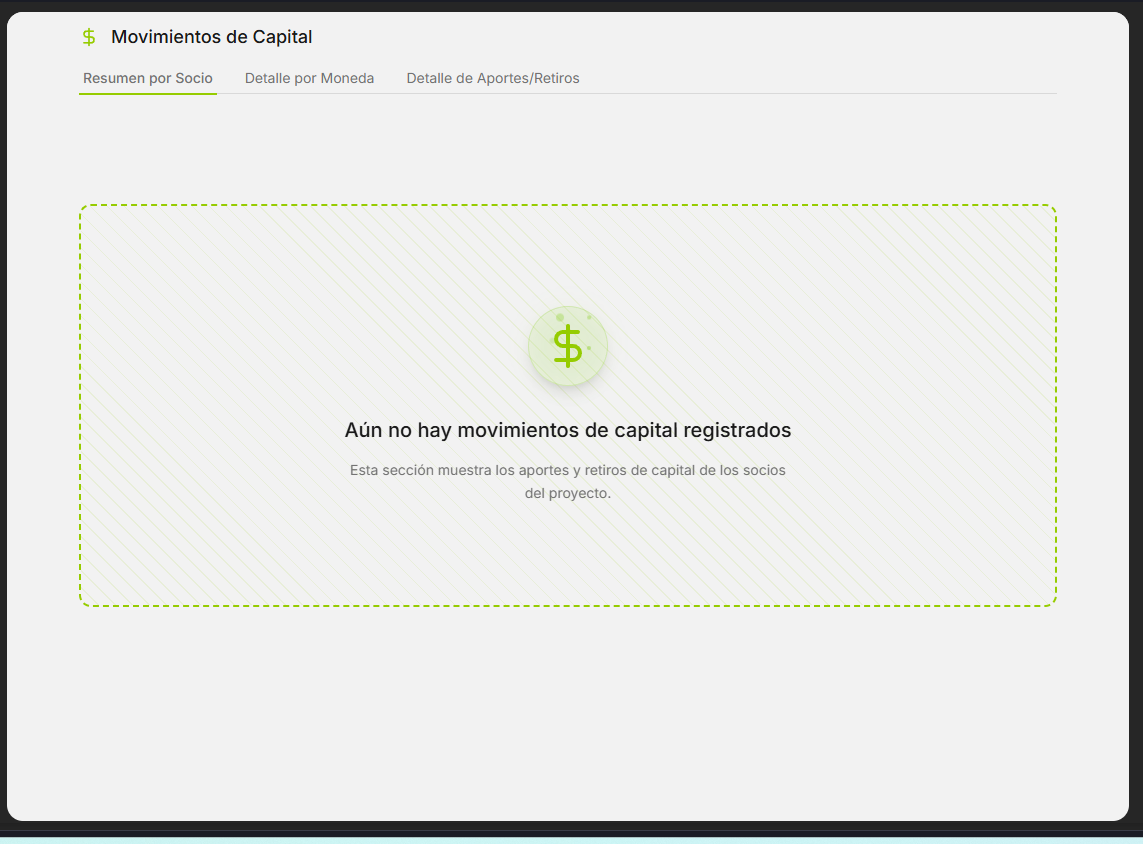 $ Movimientos de Capital
Resumen por Socio Detalle por Moneda Detalle de Aportes/Retiros
$
Aún no hay movimientos de capital registrados
Esta sección muestra los aportes y retiros de capital de los socios
del proyecto.